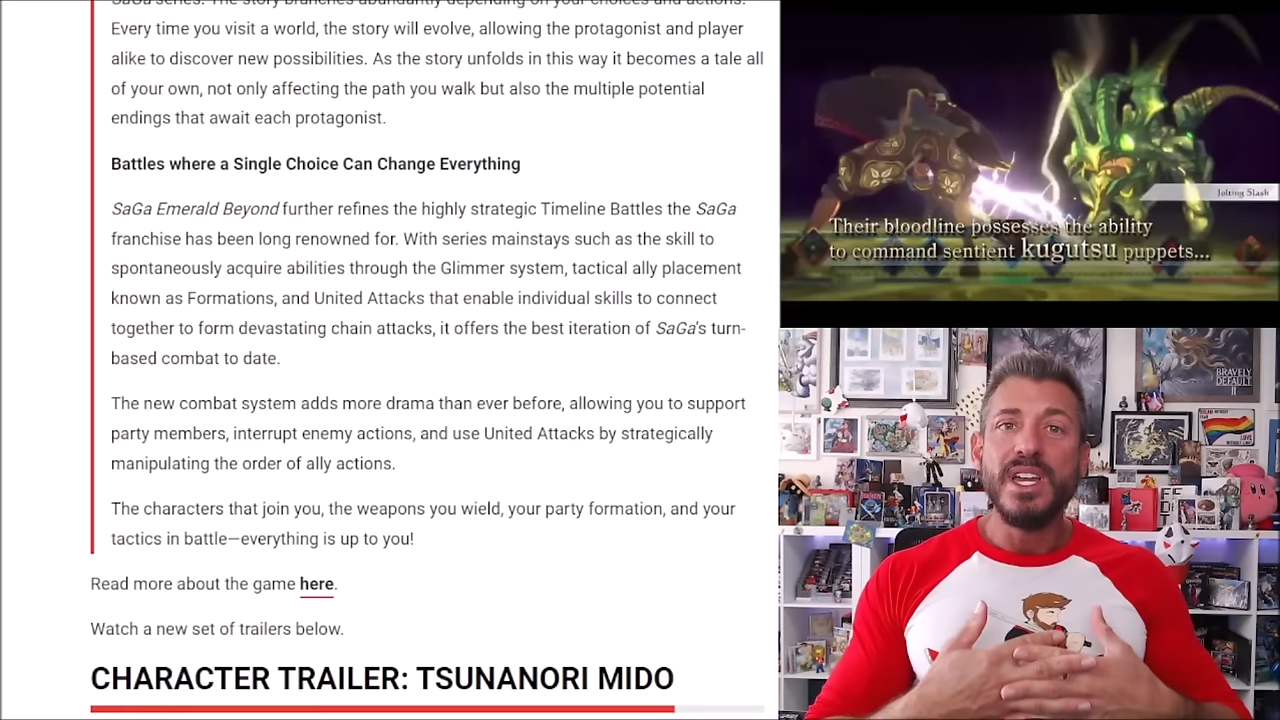 SaGa series. The story branches abundantly depending on your choices and actions.
Every time you visit a world, the story will evolve, allowing the protagonist and player
alike to discover new possibilities. As the story unfolds in this way it becomes a tale all
of your own, not only affecting the path you walk but also the multiple potential
endings that await each protagonist.
Battles where a Single Choice Can Change Everything
SaGa Emerald Beyond further refines the highly strategic Timeline Battles the SaGa
franchise has been long renowned for. With series mainstays such as the skill to
spontaneously acquire abilities through the Glimmer system, tactical ally placement
known as Formations, and United Attacks that enable individual skills to connect
together to form devastating chain attacks, it offers the best iteration of SaGa's turn-
based combat to date.
The new combat system adds more drama than ever before, allowing you to support
party members, interrupt enemy actions, and use United Attacks by strategically
manipulating the order of ally actions.
The characters that join you, the weapons you wield, your party formation, and your
tactics in battle—everything is up to you!
Read more about the game here.
Watch a new set of trailers below.
CHARACTER TRAILER: TSUNANORI MIDO
Jolting Slash
Their bloodline possesses the ability
to command sentient kugutsu puppets...
BRAVELY
DEFAULT
II